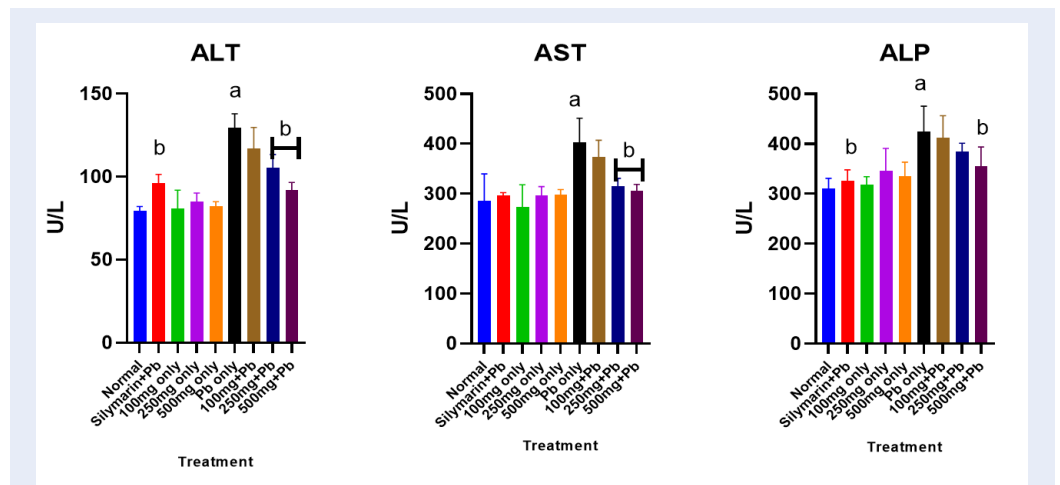 ALT
150
100
50
0
U/L
b
a
b
Normal
Silymarin+Pb
100mg only
250mg only
500mg only
Pb only
100mg+Pb
250mg+Pb
500mg+Pb
Treatment
AST
500
400
300
200
100
0
U/L
a
b
Normal
Silymarin+Pb
100mg only
250mg only
500mg only
Pb only
100mg+Pb
250mg+Pb
500mg+Pb
Treatment
ALP
500
400
300
200
100
0
U/L
b
a
b
Normal
Silymarin+Pb
100mg only
250mg only
500mg only
Pb only
100mg+Pb
250mg+Pb
500mg+Pb
Treatment